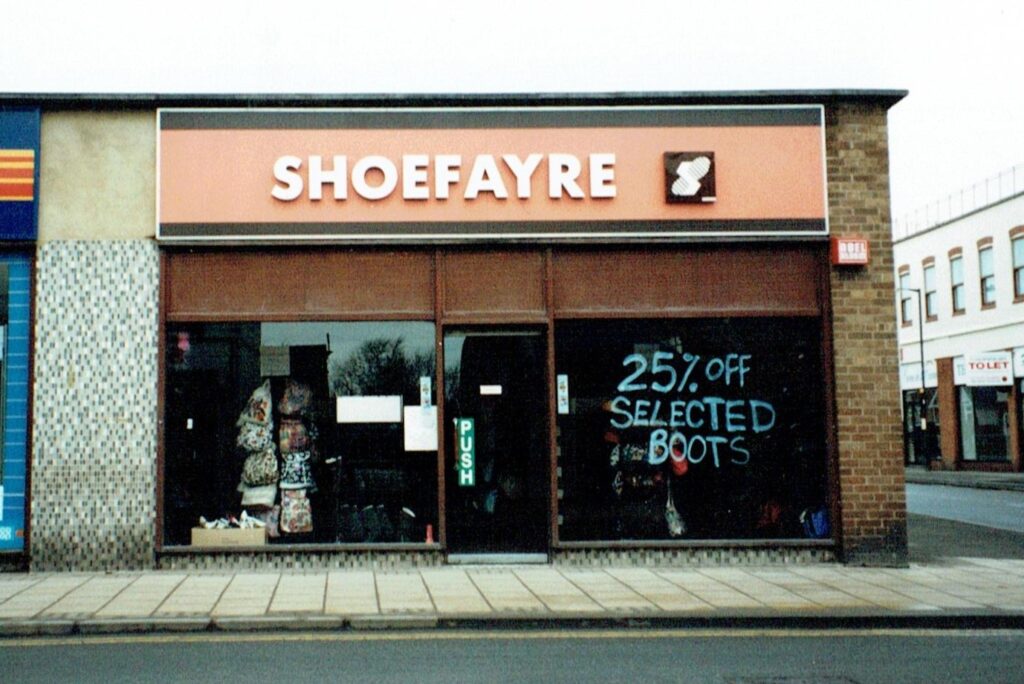 SHOEFAYRE
25% OFF
SELECTED
BOOTS
PUSH
TO LET